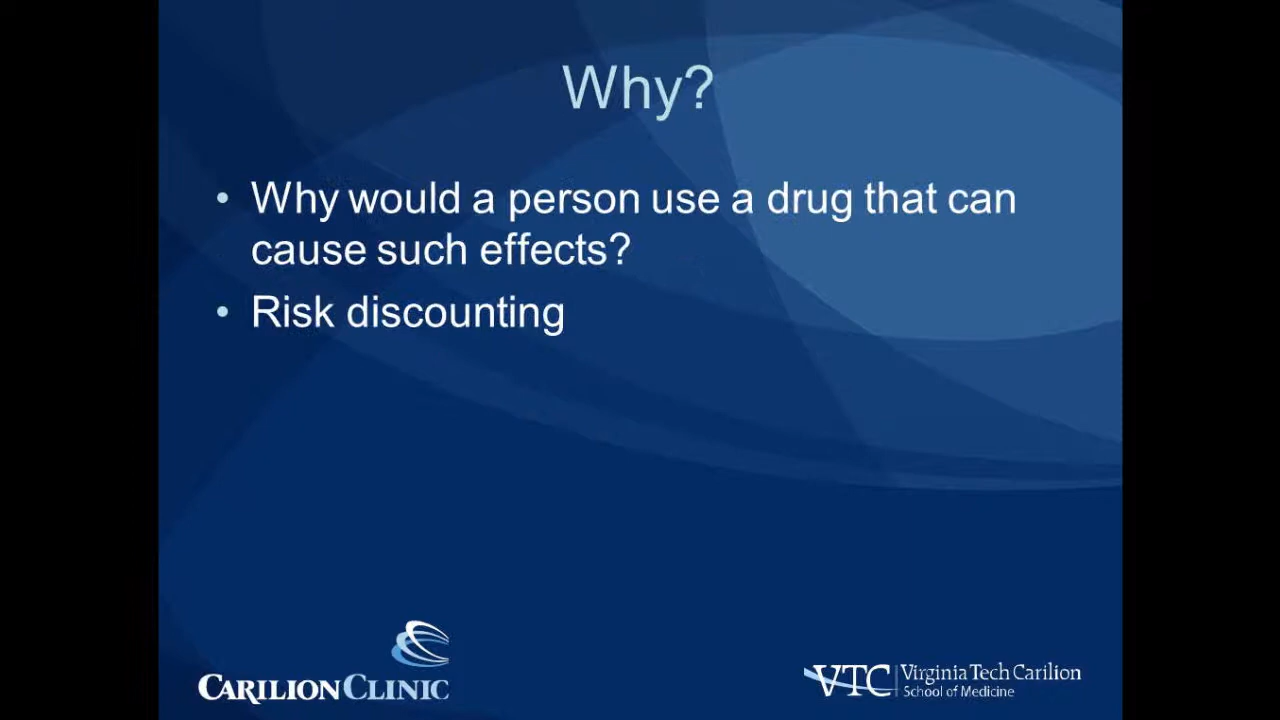 Why?
• Why would a person use a drug that can
cause such effects?
• Risk discounting
CARILION CLINIC
VTC Virginia Tech Carilion
School of Medicine